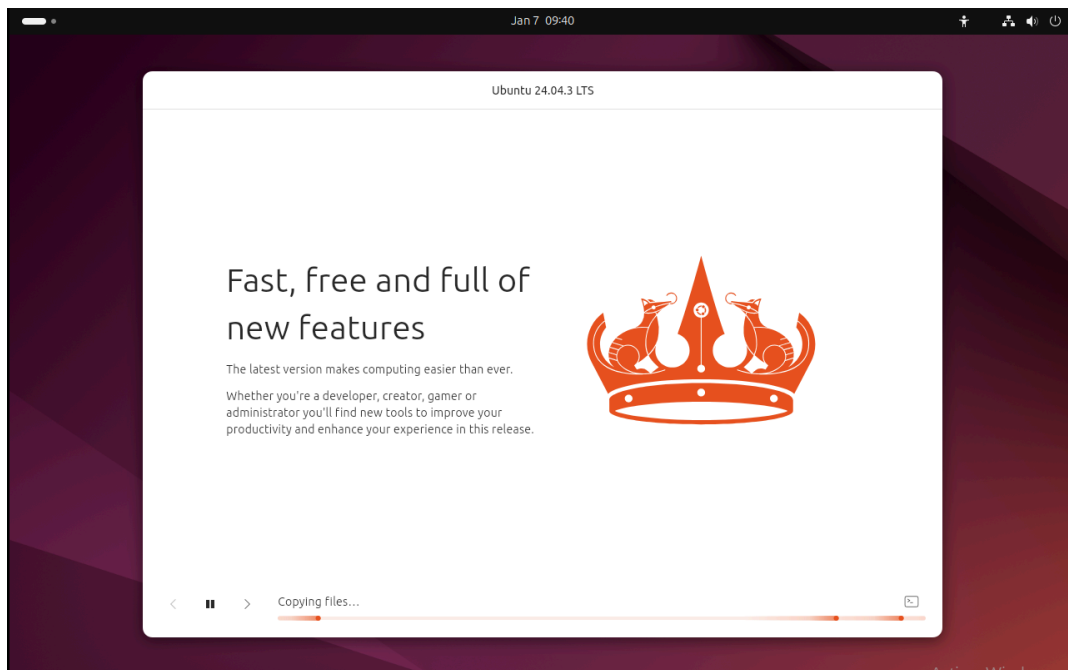 Jan 7 09:40
Ubuntu 24.04.3 LTS
Fast, free and full of
new features
The latest version makes computing easier than ever.
Whether you're a developer, creator, gamer or
administrator you'll find new tools to improve your
productivity and enhance your experience in this release.
Copying files...